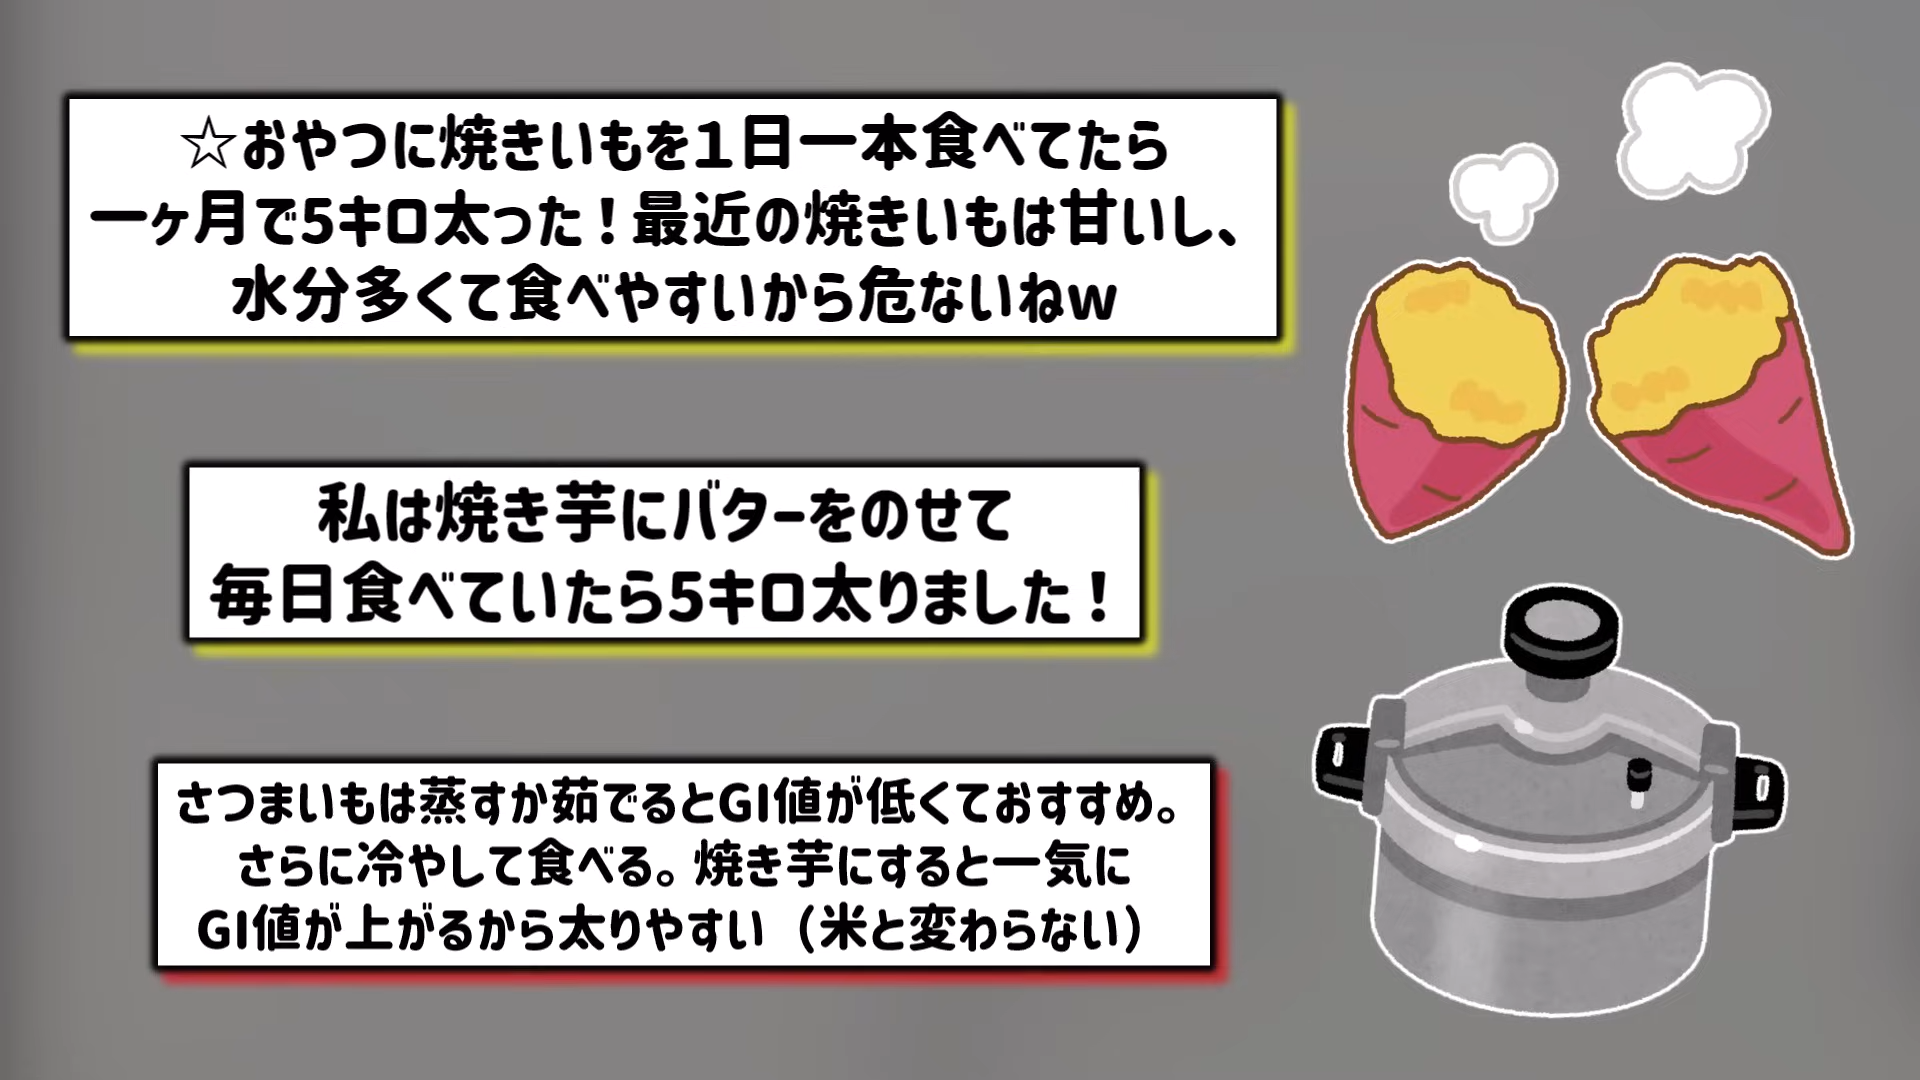 ☆おやつに焼きいもを1日一本食べてたら
一ヶ月で5キロ太った！最近の焼きいもは甘いし、
水分多くて食べやすいから危ないねw
私は焼き芋にバターをのせて
毎日食べていたら5キロ太りました！
さつまいもは蒸すか茹でるとGI値が低くておすすめ。
さらに冷やして食べる。焼き芋にすると一気に
GI値が上がるから太りやすい（米と変わらない）